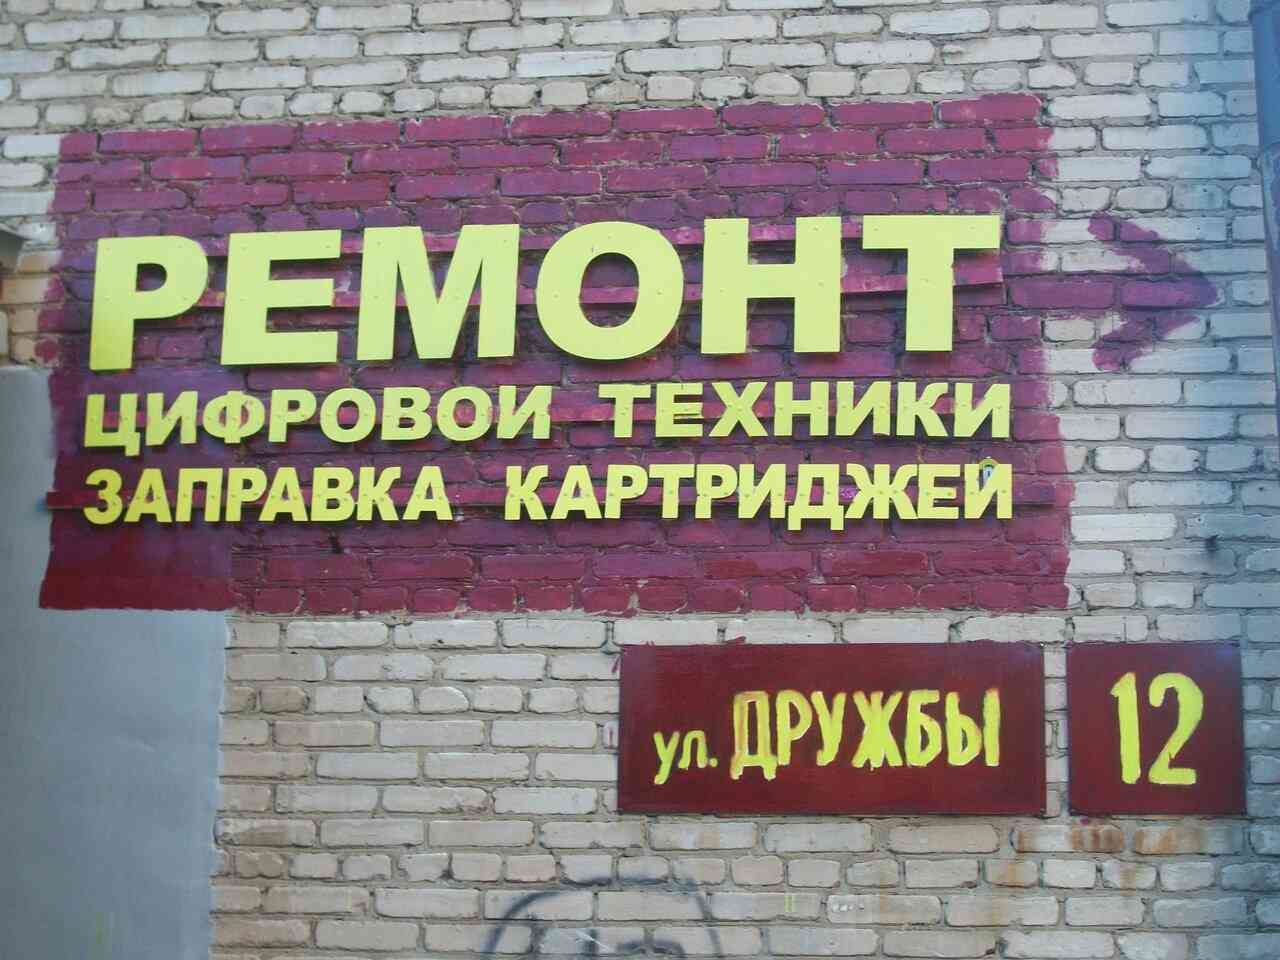 РЕМОНТ
ЦИФРОВОИ ТЕХНИКИ
ЗАПРАВКА КАРТРИДЖЕЙ
ул. ДРУЖБЫ 12